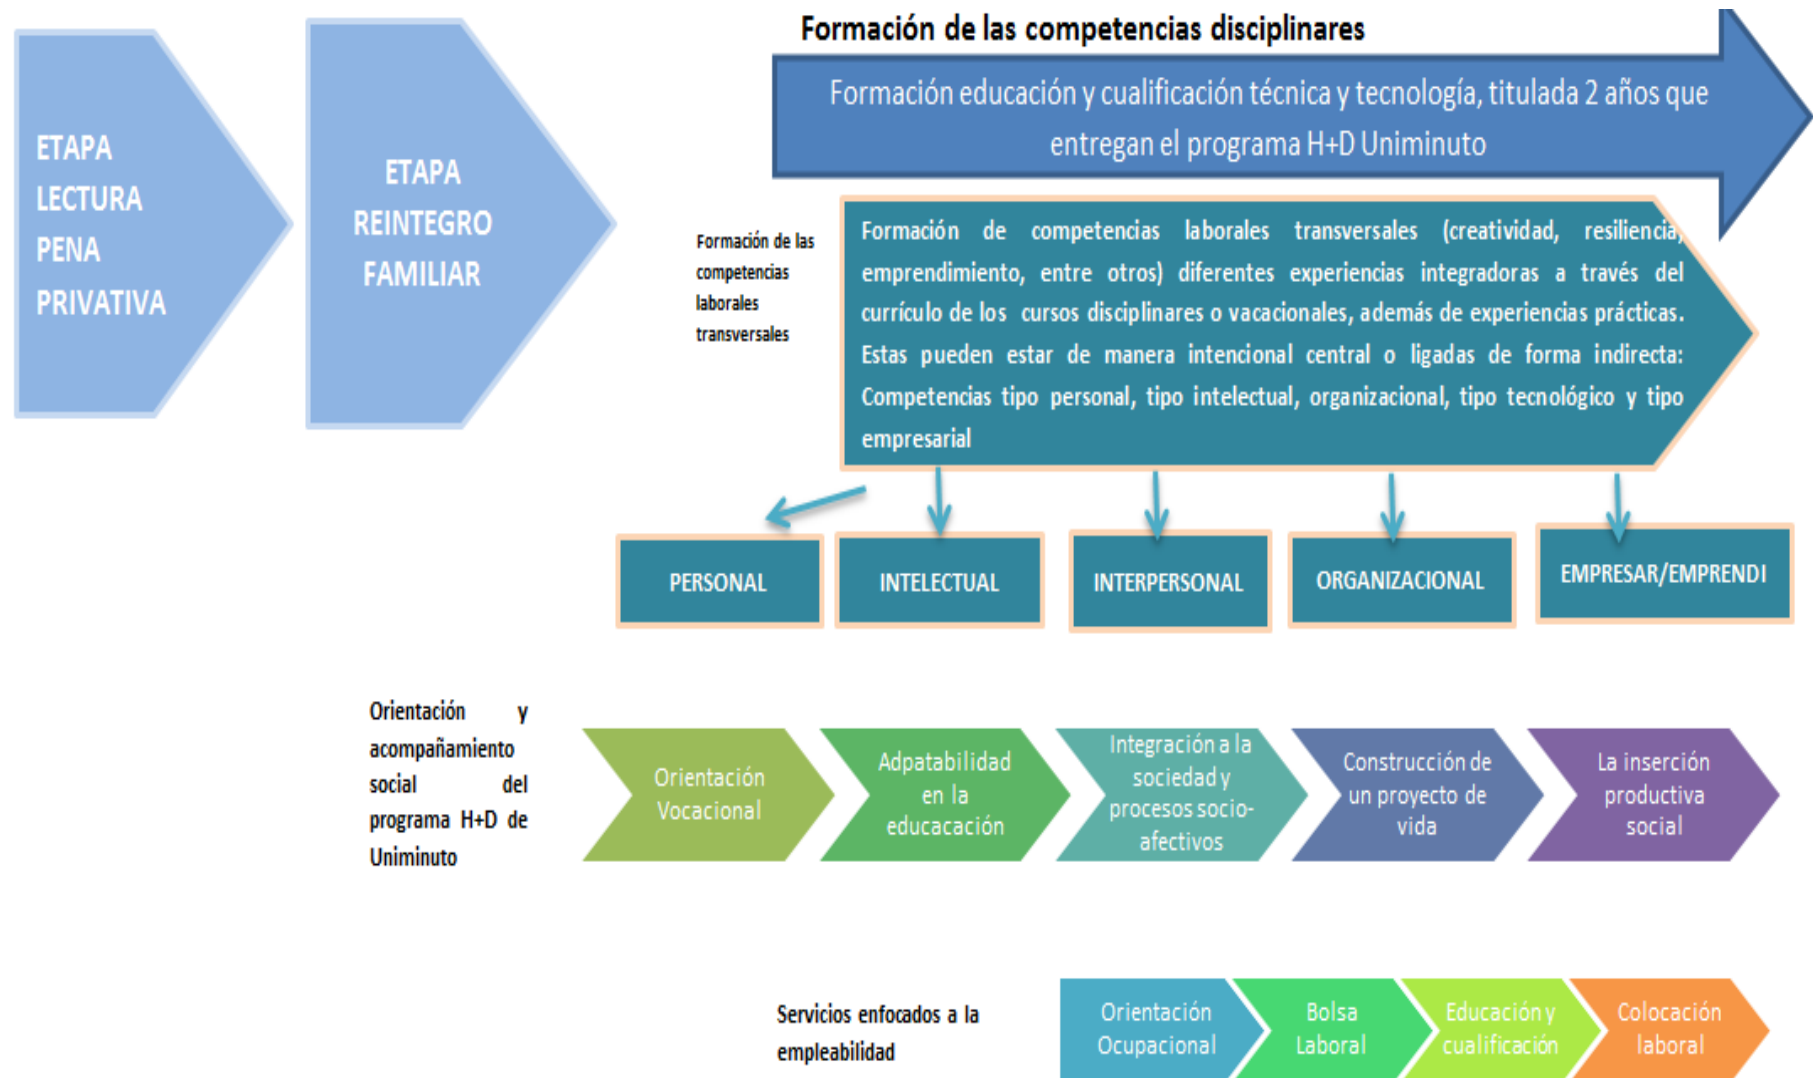 Formación de las competencias disciplinares
Formación educación y cualificación técnica y tecnología, titulada 2 años que
entregan el programa H+D Uniminuto
ETAPA
LECTURA
PENA
PRIVATIVA
ETAPA
REINTEGRO
FAMILIAR
Formación de las
competencias
laborales
transversales
Formación de competencias laborales transversales (creatividad, resiliencia,
emprendimiento, entre otros) diferentes experiencias integradoras a través del
currículo de los cursos disciplinares o vacacionales, además de experiencias prácticas.
Estas pueden estar de manera intencional central o ligadas de forma indirecta:
Competencias tipo personal, tipo intelectual, organizacional, tipo tecnológico y tipo
empresarial
PERSONAL
INTELECTUAL
INTERPERSONAL
ORGANIZACIONAL
EMPRESAR/EMPRENDI
Orientación y
acompañamiento
social del
programa H+D de
Uniminuto
Orientación
Vocacional
Adpatabilidad
en la
educacación
Integración a la
sociedad y
procesos socio-
afectivos
Construcción de
un proyecto de
vida
La inserción
productiva
social
Servicios enfocados a la
empleabilidad
Orientación
Ocupacional
Bolsa
Laboral
Educación y
cualificación
Colocación
laboral